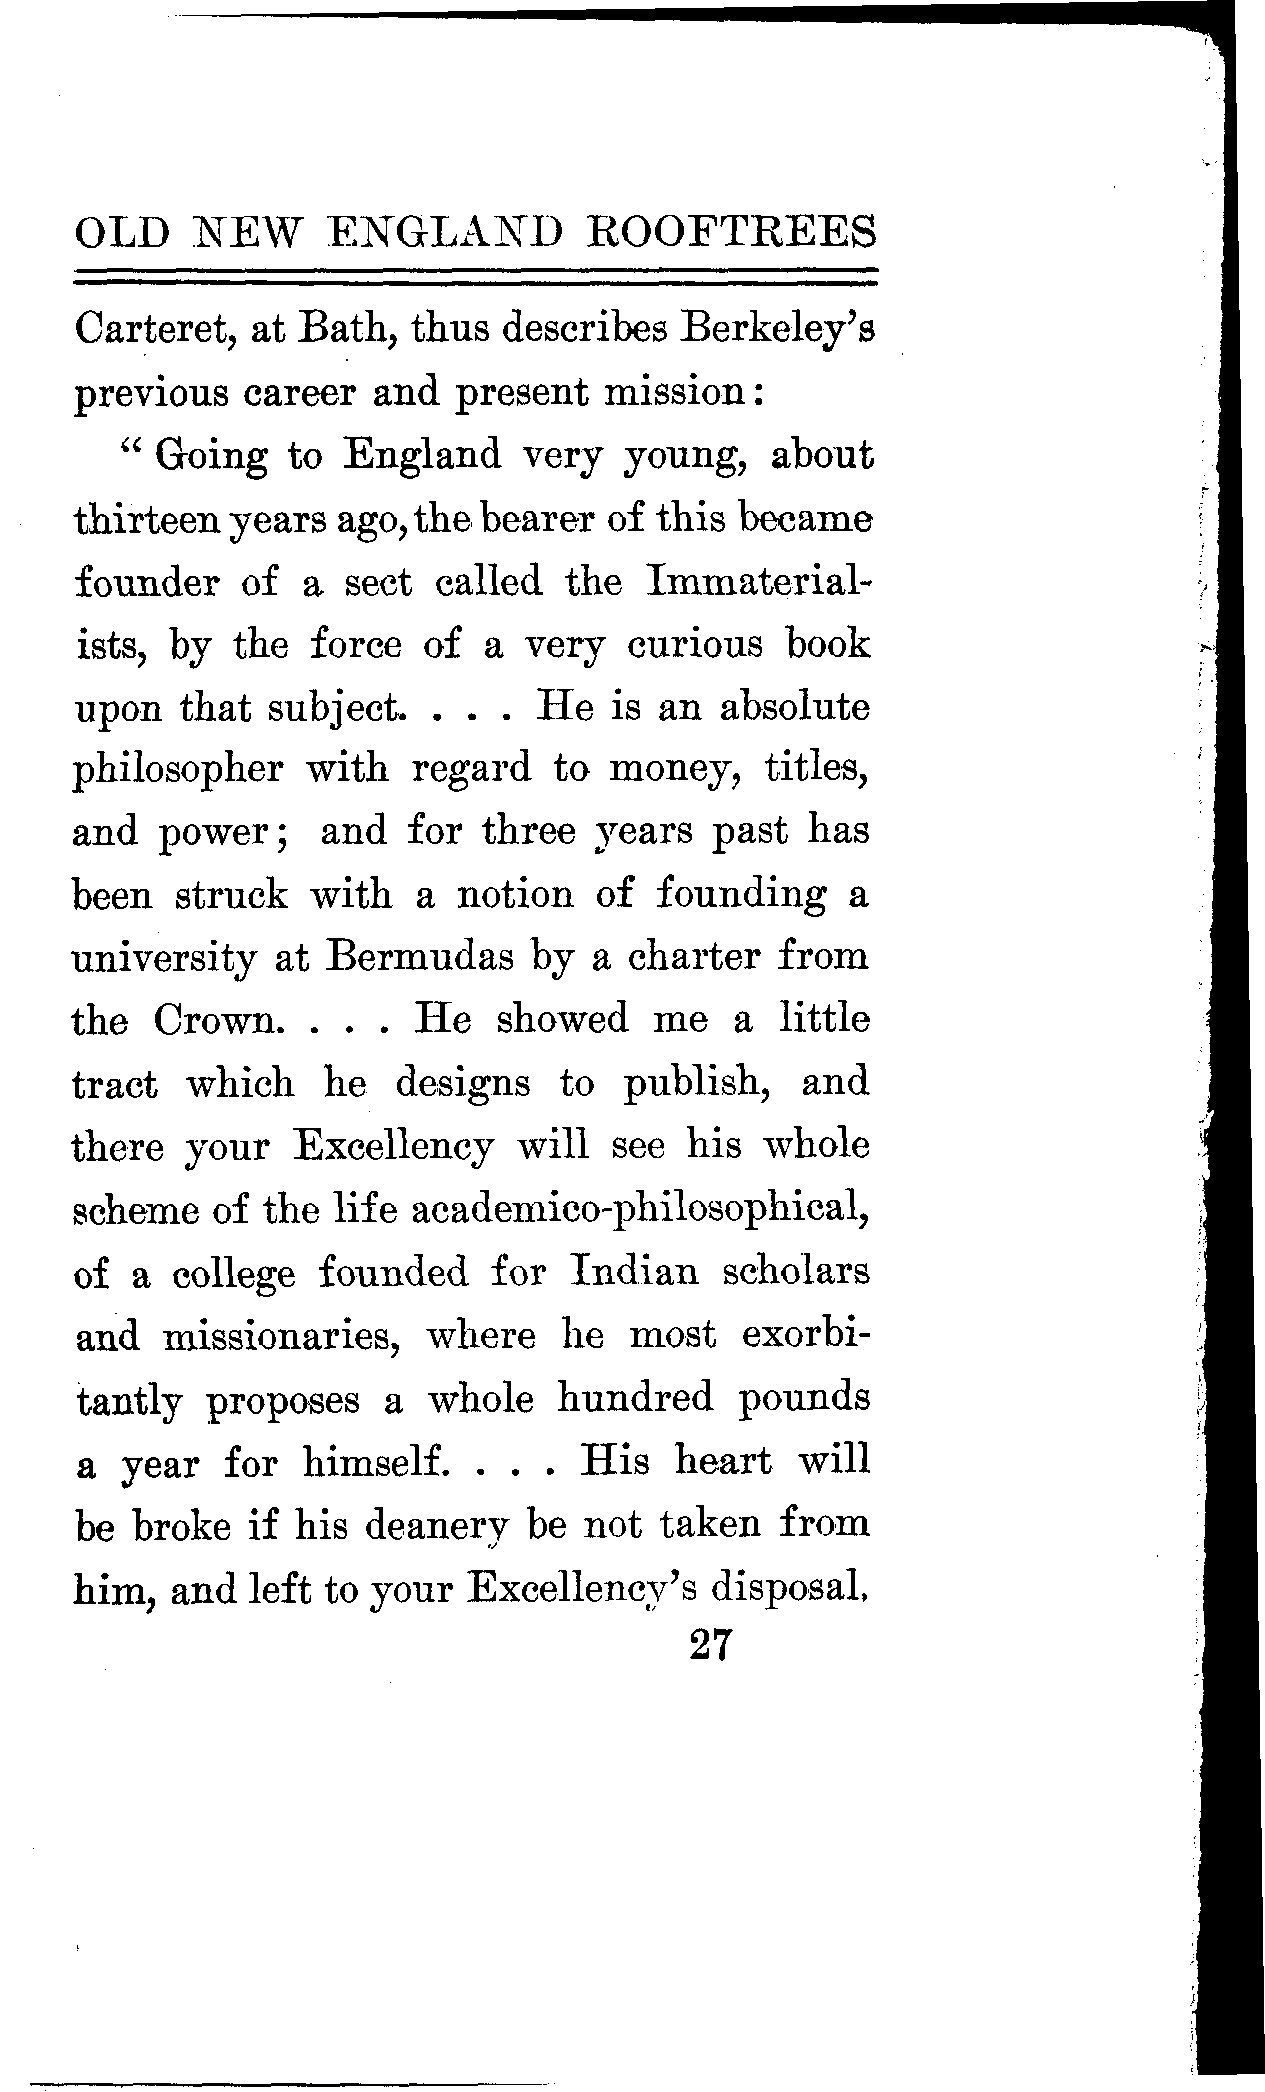 OLD NEW ENGLAND ROOFTREES
Carteret, at Bath, thus describes Berkeley's
previous career and present mission:
“ Going to England very young, about
thirteen years ago, the bearer of this became
founder of a sect called the Immaterial-
ists, by the force of a very curious book
upon that subject. . . . He is an absolute
philosopher with regard to money, titles,
and power; and for three years past has
been struck with a notion of founding a
university at Bermudas by a charter from
the Crown. . . . He showed me a little
tract which he designs to publish, and
there your Excellency will see his whole
scheme of the life academico-philosophical,
of a college founded for Indian scholars
and missionaries, where he most exorbi-
tantly proposes a whole hundred pounds
a year for himself. . . . His heart will
be broke if his deanery be not taken from
him, and left to your Excellency's disposal.
27